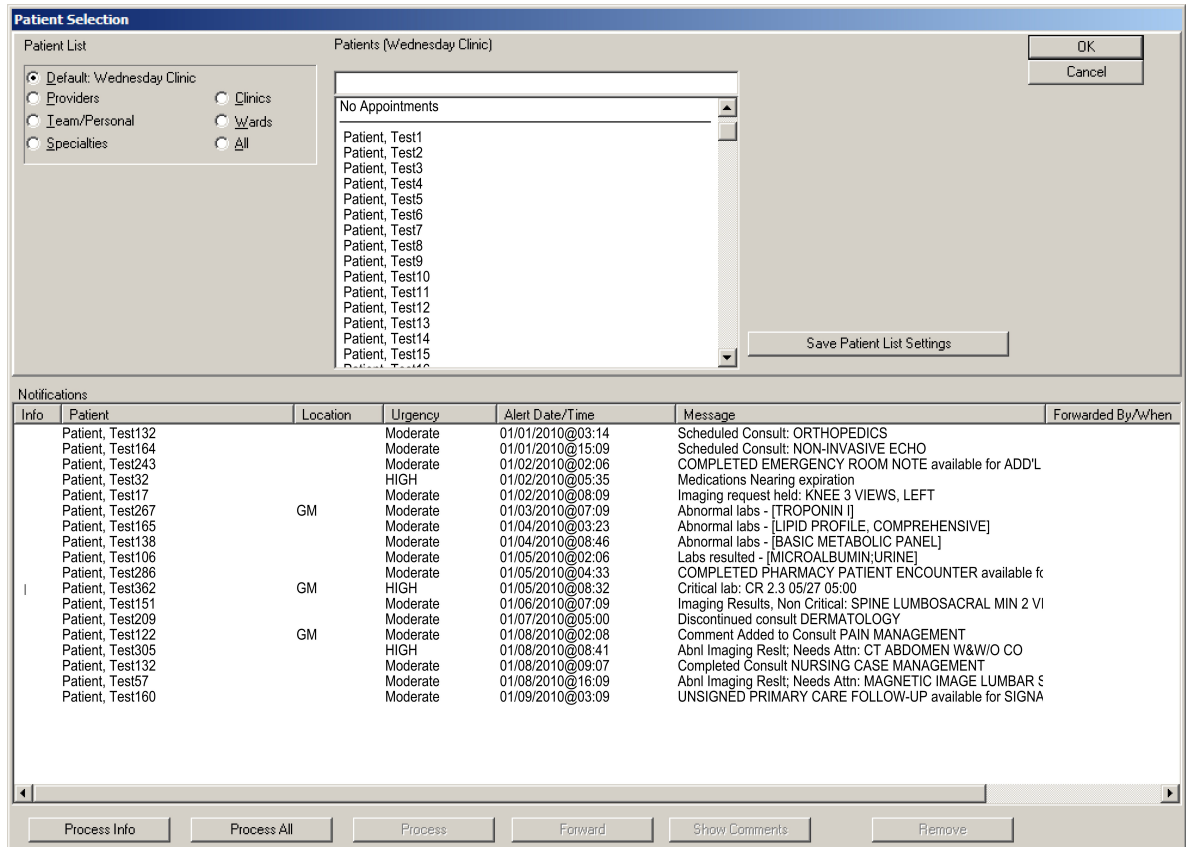 Patient Selection
Patient List
Default: Wednesday Clinic
Providers Clinics
Team/Personal Wards
Specialties All
Patients (Wednesday Clinic)
No Appointments
Patient, Test1
Patient, Test2
Patient, Test3
Patient, Test4
Patient, Test5
Patient, Test6
Patient, Test7
Patient, Test8
Patient, Test9
Patient, Test10
Patient, Test11
Patient, Test12
Patient, Test13
Patient, Test14
Patient, Test15
OK
Cancel
Save Patient List Settings
Notifications
Info Patient Location Urgency Alert Date/Time Message Forwarded By/When
Patient, Test132 Moderate 01/01/2010@03:14 Scheduled Consult: ORTHOPEDICS
Patient, Test164 Moderate 01/01/2010@15:09 Scheduled Consult: NON-INVASIVE ECHO
Patient, Test243 Moderate 01/02/2010@02:06 COMPLETED EMERGENCY ROOM NOTE available for ADD'L
Patient, Test32 HIGH 01/02/2010@05:35 Medications Nearing expiration
Patient, Test17 Moderate 01/02/2010@08:09 Imaging request held: KNEE 3 VIEWS, LEFT
Patient, Test267 GM Moderate 01/03/2010@07:09 Abnormal labs - [TROPONIN I]
Patient, Test165 Moderate 01/04/2010@03:23 Abnormal labs - [LIPID PROFILE, COMPREHENSIVE]
Patient, Test138 Moderate 01/04/2010@08:46 Abnormal labs - [BASIC METABOLIC PANEL]
Patient, Test106 Moderate 01/05/2010@02:06 Labs resulted - [MICROALBUMIN;URINE]
Patient, Test286 Moderate 01/05/2010@04:33 COMPLETED PHARMACY PATIENT ENCOUNTER available fo
I Patient, Test362 GM HIGH 01/05/2010@08:32 Critical lab: CR 2.3 05/27 05:00
Patient, Test151 Moderate 01/06/2010@07:09 Imaging Results, Non Critical: SPINE LUMBOSACRAL MIN 2 VI
Patient, Test209 Moderate 01/07/2010@05:00 Discontinued consult DERMATOLOGY
Patient, Test122 GM Moderate 01/08/2010@02:08 Comment Added to Consult PAIN MANAGEMENT
Patient, Test305 HIGH 01/08/2010@08:41 Abnl Imaging Reslt; Needs Attn: CT ABDOMEN W&W/O CO
Patient, Test132 Moderate 01/08/2010@09:07 Completed Consult NURSING CASE MANAGEMENT
Patient, Test57 Moderate 01/08/2010@16:09 Abnl Imaging Reslt; Needs Attn: MAGNETIC IMAGE LUMBAR S
Patient, Test160 Moderate 01/09/2010@03:09 UNSIGNED PRIMARY CARE FOLLOW-UP available for SIGNA
Process Info Process All Process Forward Show Comments Remove